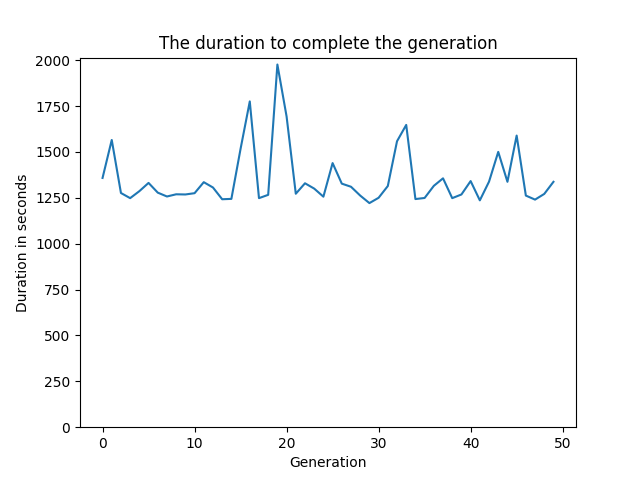 The duration to complete the generation
Duration in seconds
2000
1750
1500
1250
1000
750
500
250
0
0 10 20 30 40 50
Generation